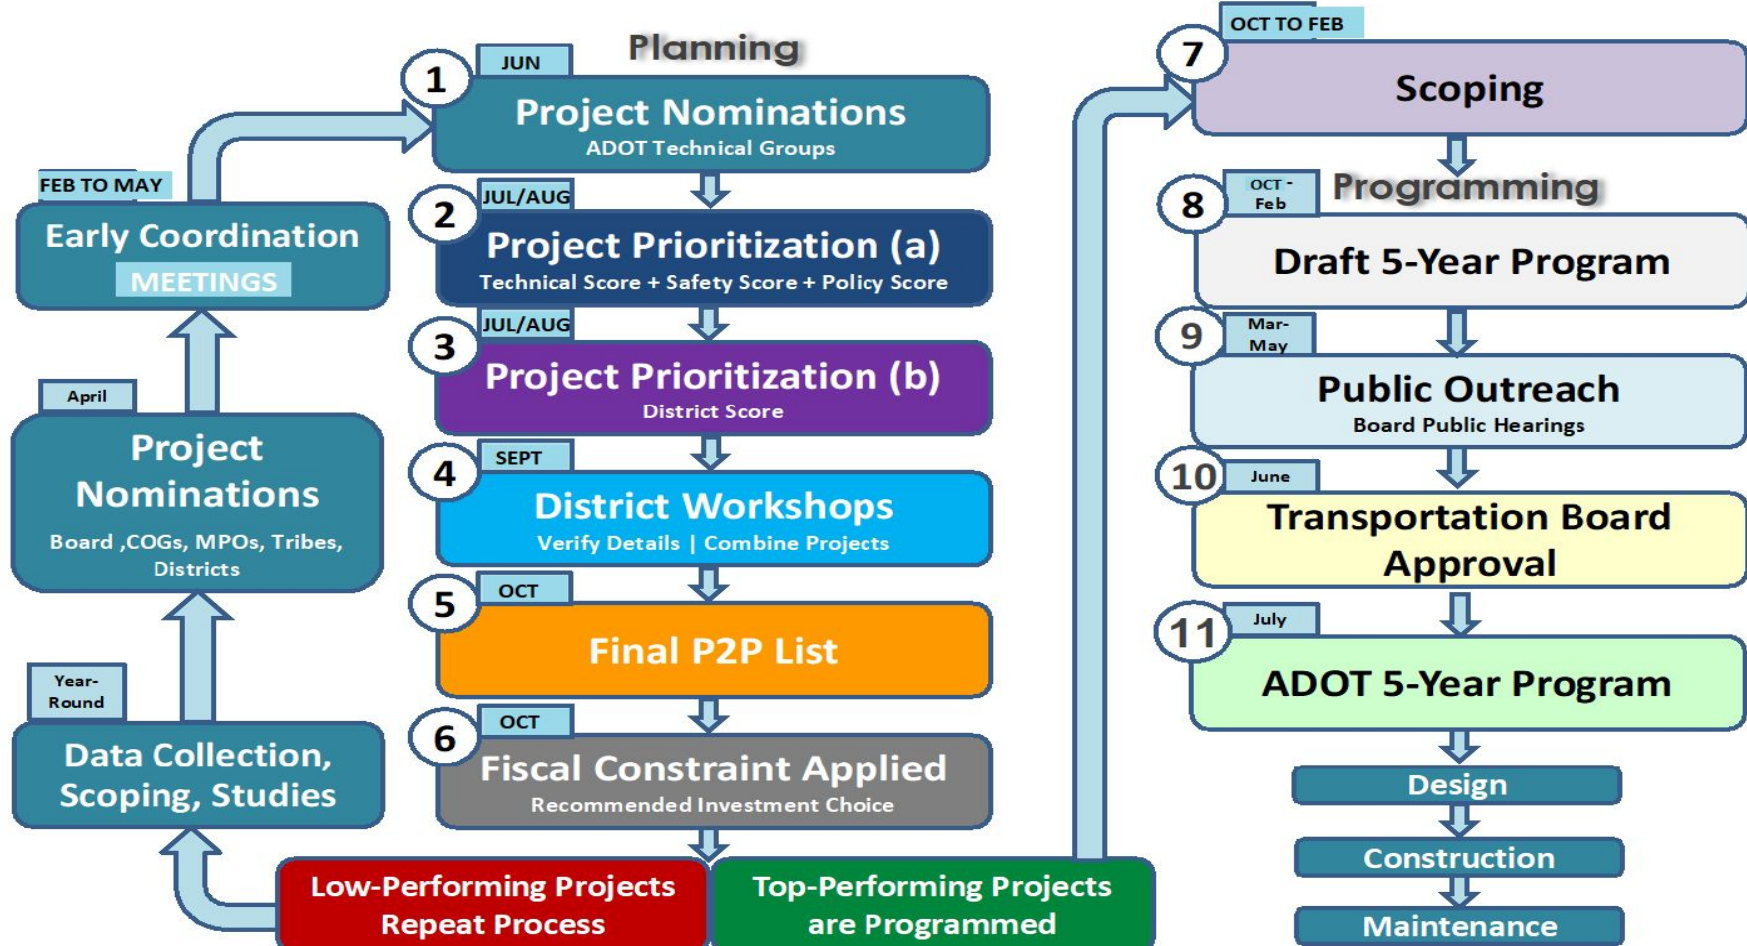 Planning
1
JUN
Project Nominations
ADOT Technical Groups
FEB TO MAY
Early Coordination
MEETINGS
2
JUL/AUG
Project Prioritization (a)
Technical Score + Safety Score + Policy Score
3
JUL/AUG
Project Prioritization (b)
District Score
April
Project
Nominations
Board ,COGs, MPOs, Tribes,
Districts
4
SEPT
District Workshops
Verify Details | Combine Projects
5
OCT
Final P2P List
Year-
Round
Data Collection,
Scoping, Studies
6
OCT
Fiscal Constraint Applied
Recommended Investment Choice
Low-Performing Projects
Repeat Process
Top-Performing Projects
are Programmed
7
OCT TO FEB
Scoping
Programming
8
OCT -
Feb
Draft 5-Year Program
9
Mar-
May
Public Outreach
Board Public Hearings
10
June
Transportation Board
Approval
11
July
ADOT 5-Year Program
Design
Construction
Maintenance